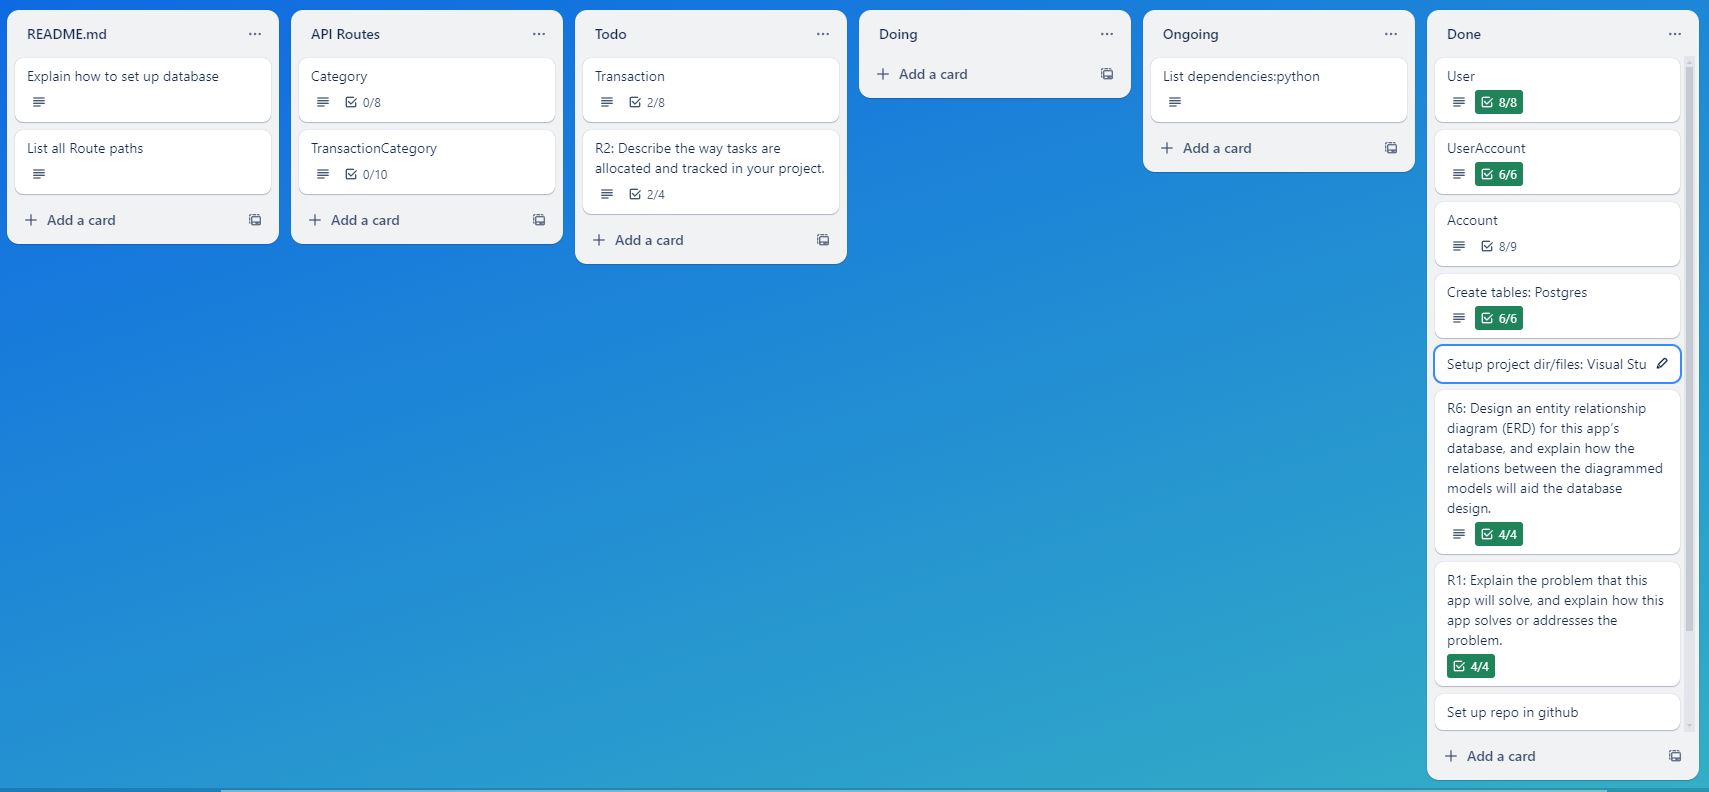 README.md
Explain how to set up database
List all Route paths
Add a card
API Routes
Category
0/8
TransactionCategory
0/10
Add a card
Todo
Transaction
2/8
R2: Describe the way tasks are
allocated and tracked in your project.
2/4
Add a card
Doing
Add a card
Ongoing
List dependencies:python
Add a card
Done
User
8/8
UserAccount
6/6
Account
8/9
Create tables: Postgres
6/6
Setup project dir/files: Visual Stu
R6: Design an entity relationship
diagram (ERD) for this app's
database, and explain how the
relations between the diagrammed
models will aid the database
design.
4/4
R1: Explain the problem that this
app will solve, and explain how this
app solves or addresses the
problem.
4/4
Set up repo in github
Add a card